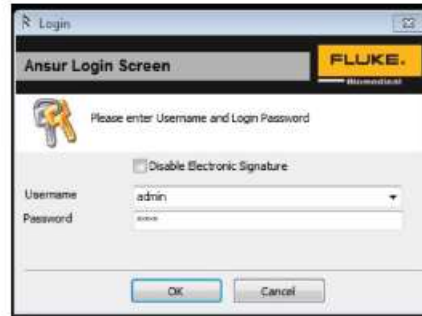 Login
Ansur Login Screen
FLUKE.
Biomedical
Please enter Username and Login Password
Disable Electronic Signature
Username
admin
Password
*****
OK
Cancel